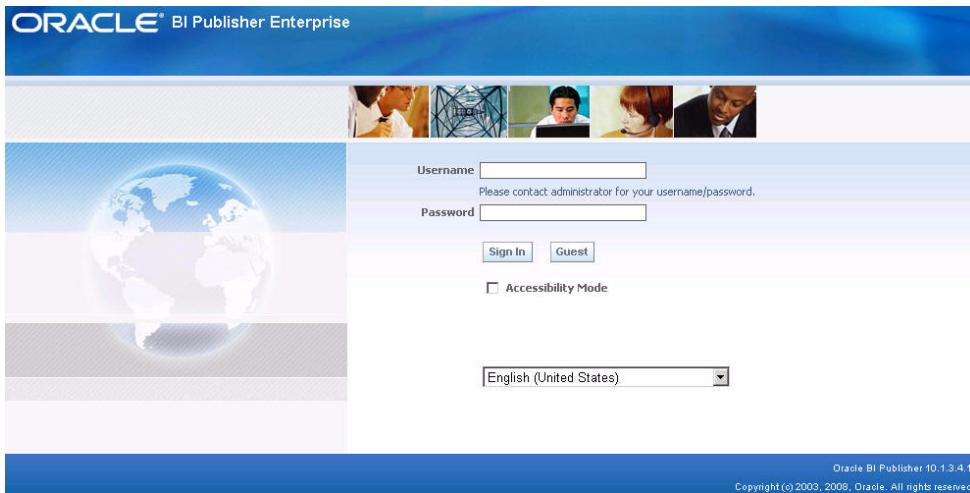 ORACLE® BI Publisher Enterprise
Username
Please contact administrator for your username/password.
Password
Sign In Guest
Accessibility Mode
English (United States)
Oracle BI Publisher 10.1.3.4.1
Copyright (c) 2003, 2008, Oracle. All rights reserved